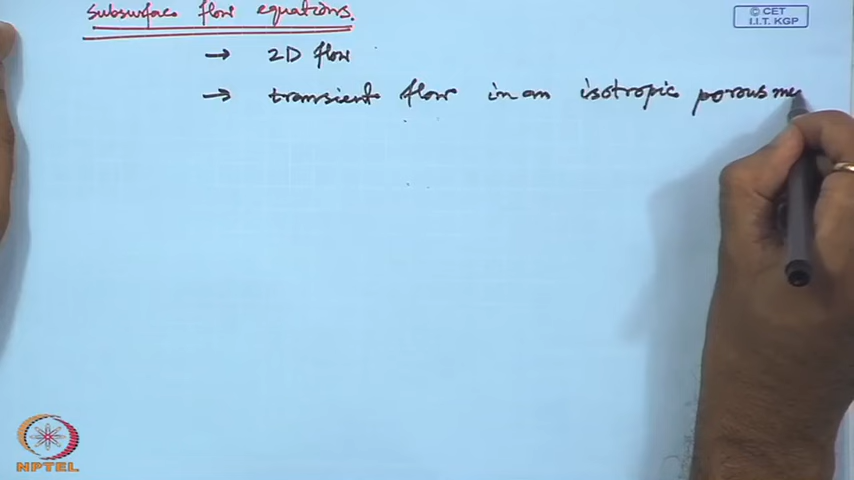 subsurface flow equations.
© CET
I.I.T. KGP
→ 2D flow
→ transient flow in an isotropic porous me
NPTEL